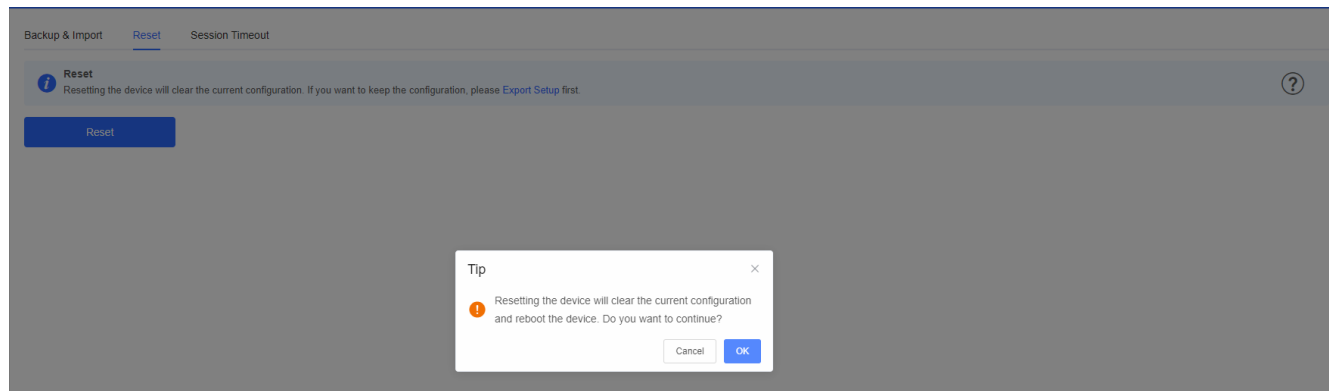 Backup & Import Reset Session Timeout
Reset
Resetting the device will clear the current configuration. If you want to keep the configuration, please Export Setup first.
?
Reset
Tip
Resetting the device will clear the current configuration
and reboot the device. Do you want to continue?
Cancel OK